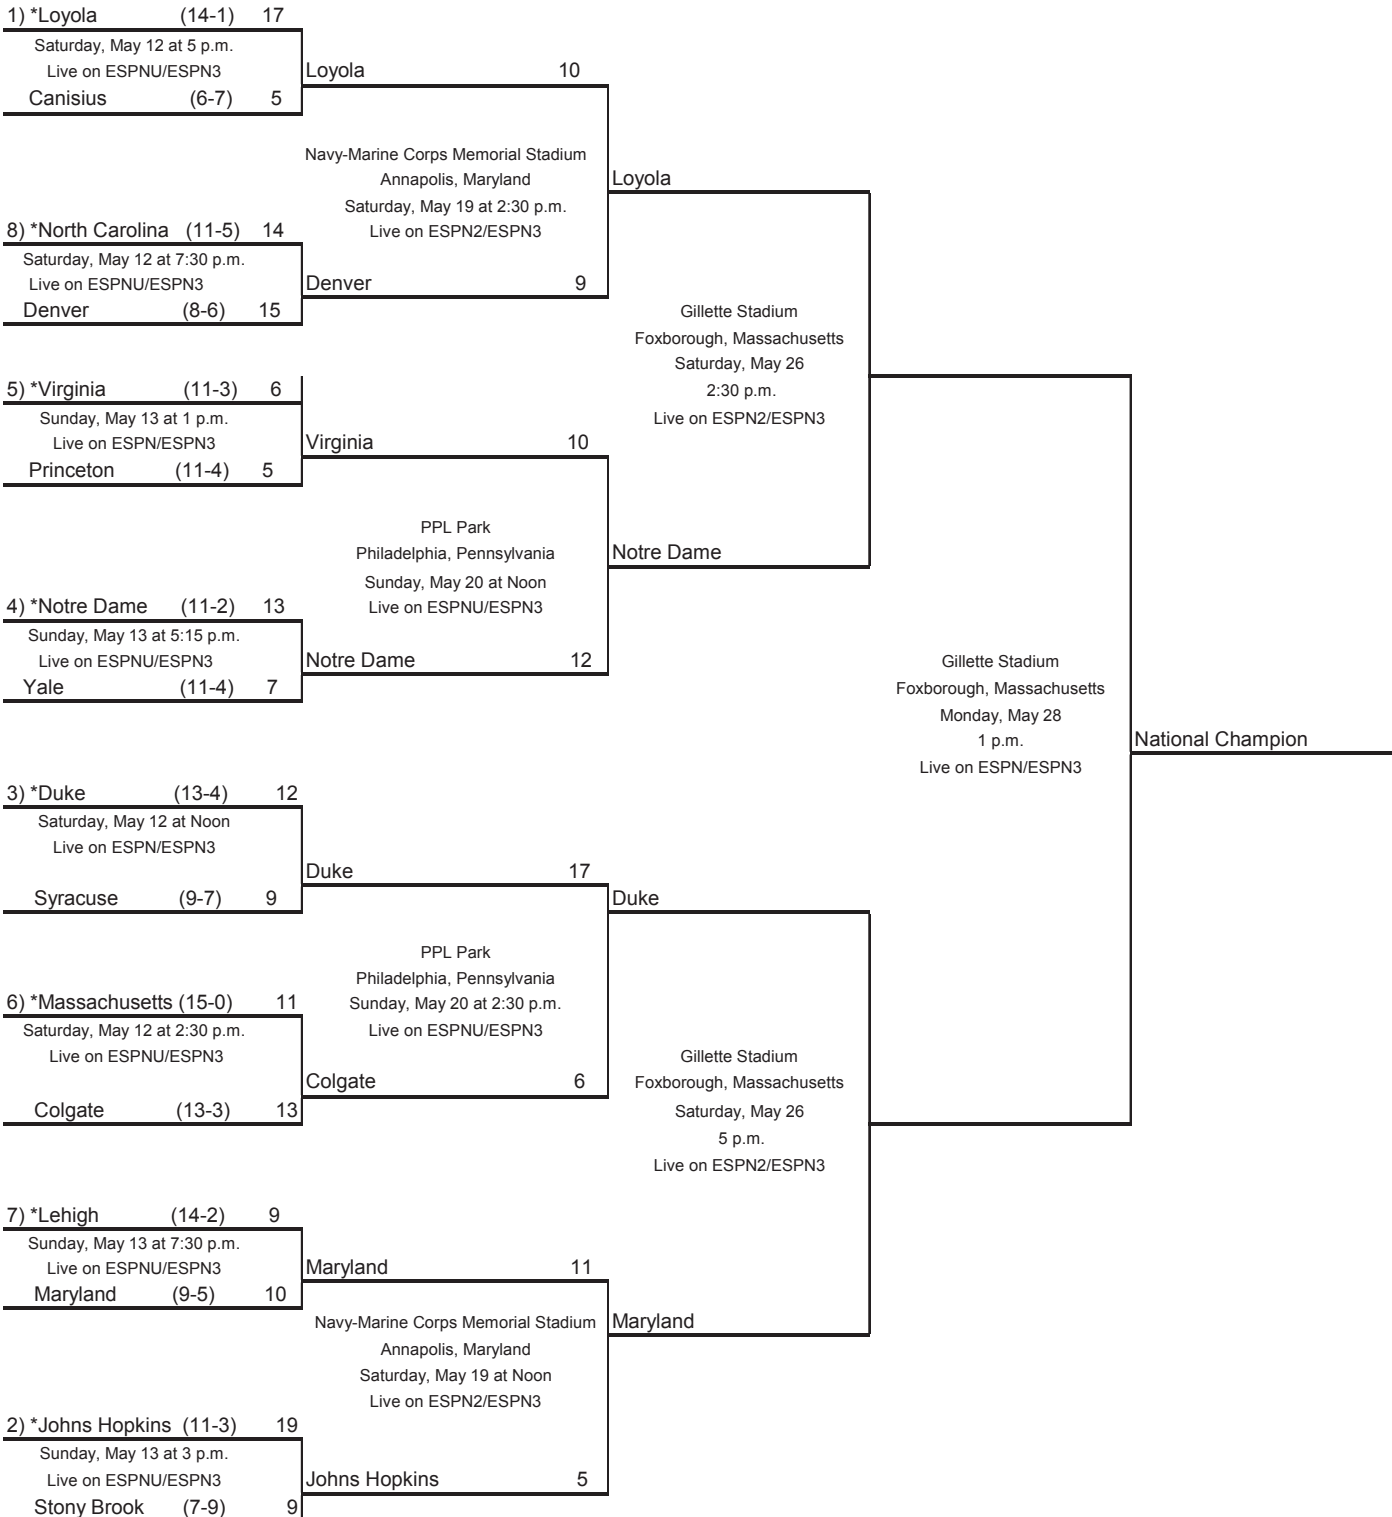 1) *Loyola (14-1) 17
Saturday, May 12 at 5 p.m.
Live on ESPNU/ESPN3
Canisius (6-7) 5
8) *North Carolina (11-5) 14
Saturday, May 12 at 7:30 p.m.
Live on ESPNU/ESPN3
Denver (8-6) 15
5) *Virginia (11-3) 6
Sunday, May 13 at 1 p.m.
Live on ESPN/ESPN3
Princeton (11-4) 5
4) *Notre Dame (11-2) 13
Sunday, May 13 at 5:15 p.m.
Live on ESPNU/ESPN3
Yale (11-4) 7
3) *Duke (13-4) 12
Saturday, May 12 at Noon
Live on ESPN/ESPN3
Syracuse (9-7) 9
6) *Massachusetts (15-0) 11
Saturday, May 12 at 2:30 p.m.
Live on ESPNU/ESPN3
Colgate (13-3) 13
7) *Lehigh (14-2) 9
Sunday, May 13 at 7:30 p.m.
Live on ESPNU/ESPN3
Maryland (9-5) 10
2) *Johns Hopkins (11-3) 19
Sunday, May 13 at 3 p.m.
Live on ESPNU/ESPN3
Stony Brook (7-9) 9
Loyola 10
Navy-Marine Corps Memorial Stadium
Annapolis, Maryland
Saturday, May 19 at 2:30 p.m.
Live on ESPN2/ESPN3
Denver 9
Virginia 10
PPL Park
Philadelphia, Pennsylvania
Sunday, May 20 at Noon
Live on ESPNU/ESPN3
Notre Dame 12
Duke 17
PPL Park
Philadelphia, Pennsylvania
Sunday, May 20 at 2:30 p.m.
Live on ESPNU/ESPN3
Colgate 6
Maryland 11
Navy-Marine Corps Memorial Stadium
Annapolis, Maryland
Saturday, May 19 at Noon
Live on ESPN2/ESPN3
Johns Hopkins 5
Loyola
Gillette Stadium
Foxborough, Massachusetts
Saturday, May 26
2:30 p.m.
Live on ESPN2/ESPN3
Notre Dame
Duke
Gillette Stadium
Foxborough, Massachusetts
Saturday, May 26
5 p.m.
Live on ESPN2/ESPN3
Maryland
Gillette Stadium
Foxborough, Massachusetts
Monday, May 28
1 p.m.
Live on ESPN/ESPN3
National Champion